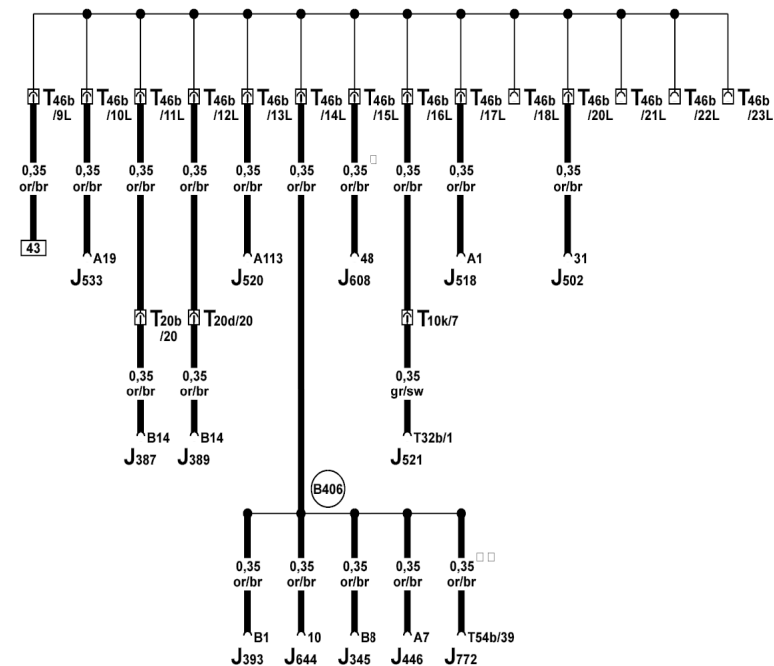 T46b T46b T46b T46b T46b T46b T46b T46b T46b T46b T46b T46b T46b T46b
/9L /10L /11L /12L /13L /14L /15L /16L /17L /18L /20L /21L /22L /23L
0,35 0,35 0,35 0,35 0,35 0,35 0,35 0,35 0,35 0,35
or/br or/br or/br or/br or/br or/br or/br or/br or/br or/br
43 A19 A113 48 A1 31
J533 J520 J608 J518 J502
T20b T20d/20 T10k/7
/20
0,35 0,35 0,35
or/br or/br gr/sw
B14 B14 T32b/1
J387 J389 J521
B406
0,35 0,35 0,35 0,35 0,35
or/br or/br or/br or/br or/br
B1 10 B8 A7 T54b/39
J393 J644 J345 J446 J772